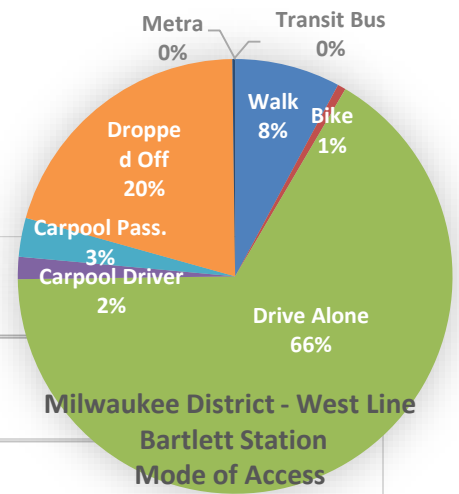 Metra
0%
Transit Bus
0%
Walk
8%
Bike
1%
Droppe
d Off
20%
Carpool Pass.
3%
Carpool Driver
2%
Drive Alone
66%
Milwaukee District - West Line
Bartlett Station
Mode of Access